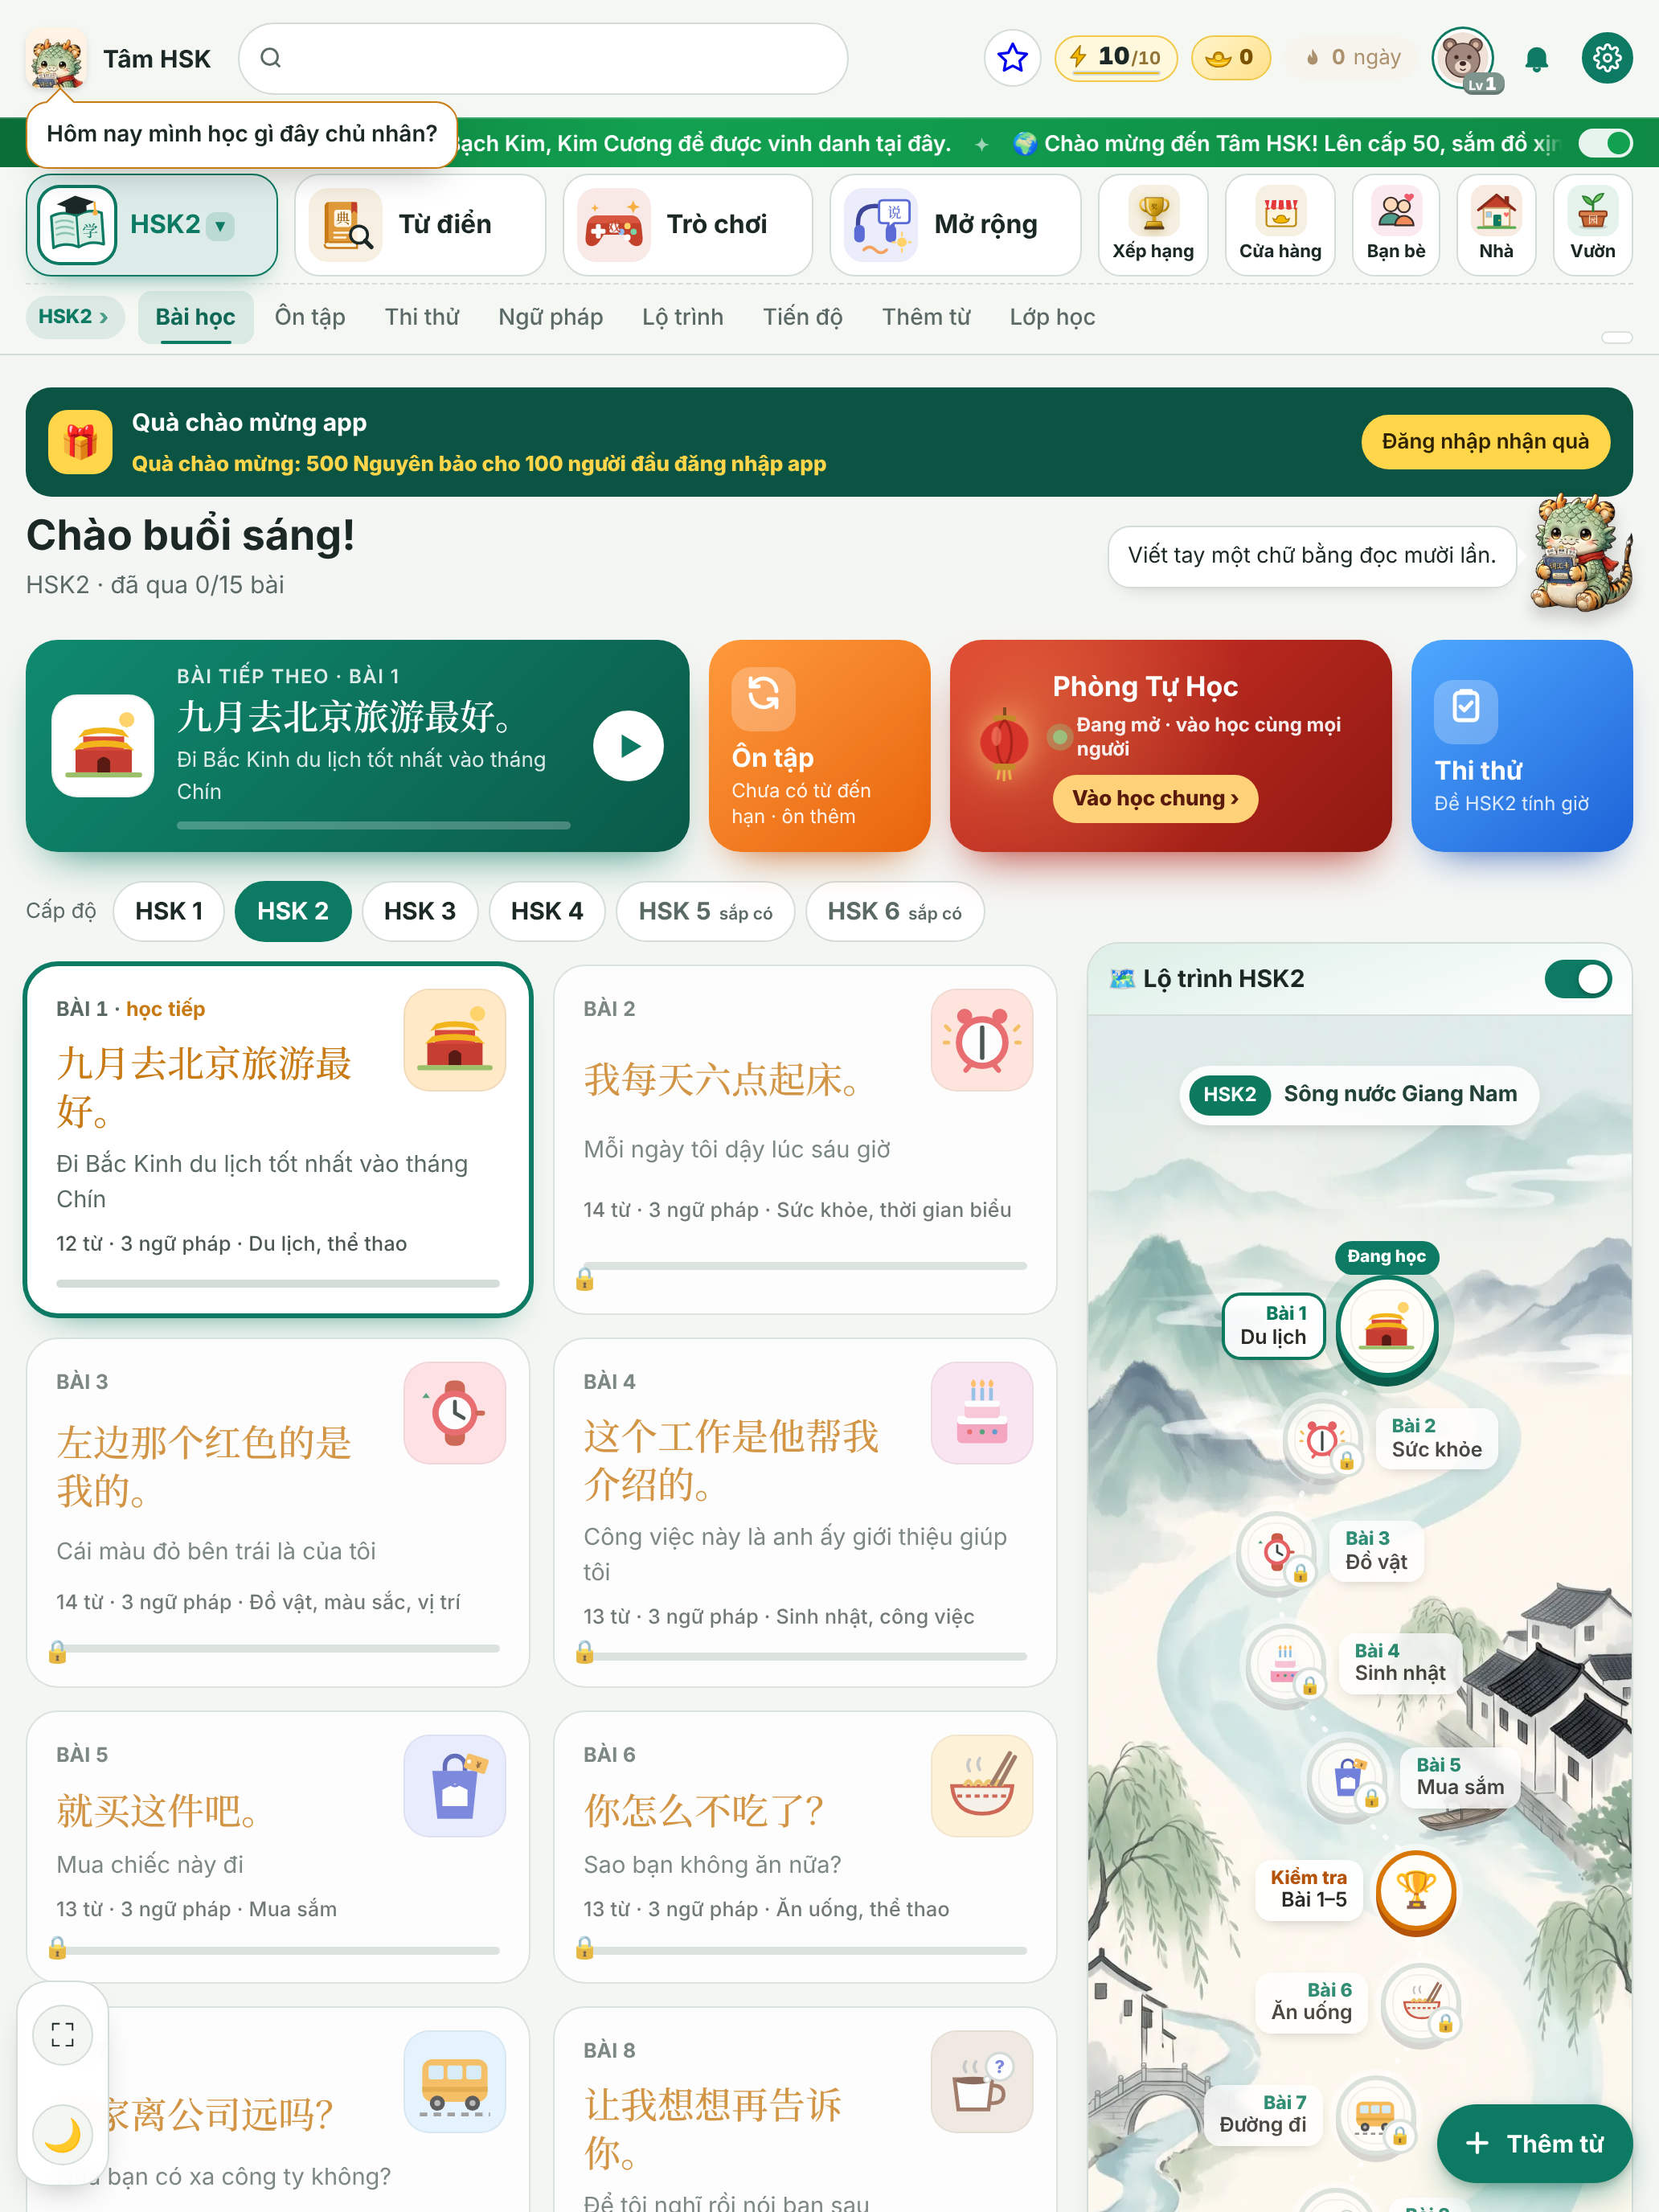 Tâm HSK
10/10
0
0 ngày
Lv 1
Hôm nay mình học gì đây chủ nhân?
Bạch Kim, Kim Cương để được vinh danh tại đây. ✦ 🌍 Chào mừng đến Tâm HSK! Lên cấp 50, sắm đồ xịn
HSK2 ▼
Từ điển
Trò chơi
Mở rộng
Xếp hạng
Cửa hàng
Bạn bè
Nhà
Vườn
HSK2 ›
Bài học
Ôn tập
Thi thử
Ngữ pháp
Lộ trình
Tiến độ
Thêm từ
Lớp học
Quà chào mừng app
Quà chào mừng: 500 Nguyên bảo cho 100 người đầu đăng nhập app
Đăng nhập nhận quà
Chào buổi sáng!
HSK2 · đã qua 0/15 bài
Viết tay một chữ bằng đọc mười lần.
BÀI TIẾP THEO · BÀI 1
九月去北京旅游最好。
Đi Bắc Kinh du lịch tốt nhất vào tháng
Chín
Ôn tập
Chưa có từ đến
hạn · ôn thêm
Phòng Tự Học
Đang mở · vào học cùng mọi
người
Vào học chung ›
Thi thử
Đề HSK2 tính giờ
Cấp độ
HSK 1
HSK 2
HSK 3
HSK 4
HSK 5 sắp có
HSK 6 sắp có
BÀI 1 · học tiếp
九月去北京旅游最
好。
Đi Bắc Kinh du lịch tốt nhất vào tháng
Chín
12 từ · 3 ngữ pháp · Du lịch, thể thao
BÀI 2
我每天六点起床。
Mỗi ngày tôi dậy lúc sáu giờ
14 từ · 3 ngữ pháp · Sức khỏe, thời gian biểu
BÀI 3
左边那个红色的是
我的。
Cái màu đỏ bên trái là của tôi
14 từ · 3 ngữ pháp · Đồ vật, màu sắc, vị trí
BÀI 4
这个工作是他帮我
介绍的。
Công việc này là anh ấy giới thiệu giúp
tôi
13 từ · 3 ngữ pháp · Sinh nhật, công việc
BÀI 5
就买这件吧。
Mua chiếc này đi
13 từ · 3 ngữ pháp · Mua sắm
BÀI 6
你怎么不吃了?
Sao bạn không ăn nữa?
13 từ · 3 ngữ pháp · Ăn uống, thể thao
家离公司远吗?
bạn có xa công ty không?
BÀI 8
让我想想再告诉
你。
Để tôi nghĩ rồi nói bạn sau
🗺️ Lộ trình HSK2
HSK2 Sông nước Giang Nam
Đang học
Bài 1
Du lịch
Bài 2
Sức khỏe
Bài 3
Đồ vật
Bài 4
Sinh nhật
Bài 5
Mua sắm
Kiểm tra
Bài 1–5
Bài 6
Ăn uống
Bài 7
Đường đi
Thêm từ